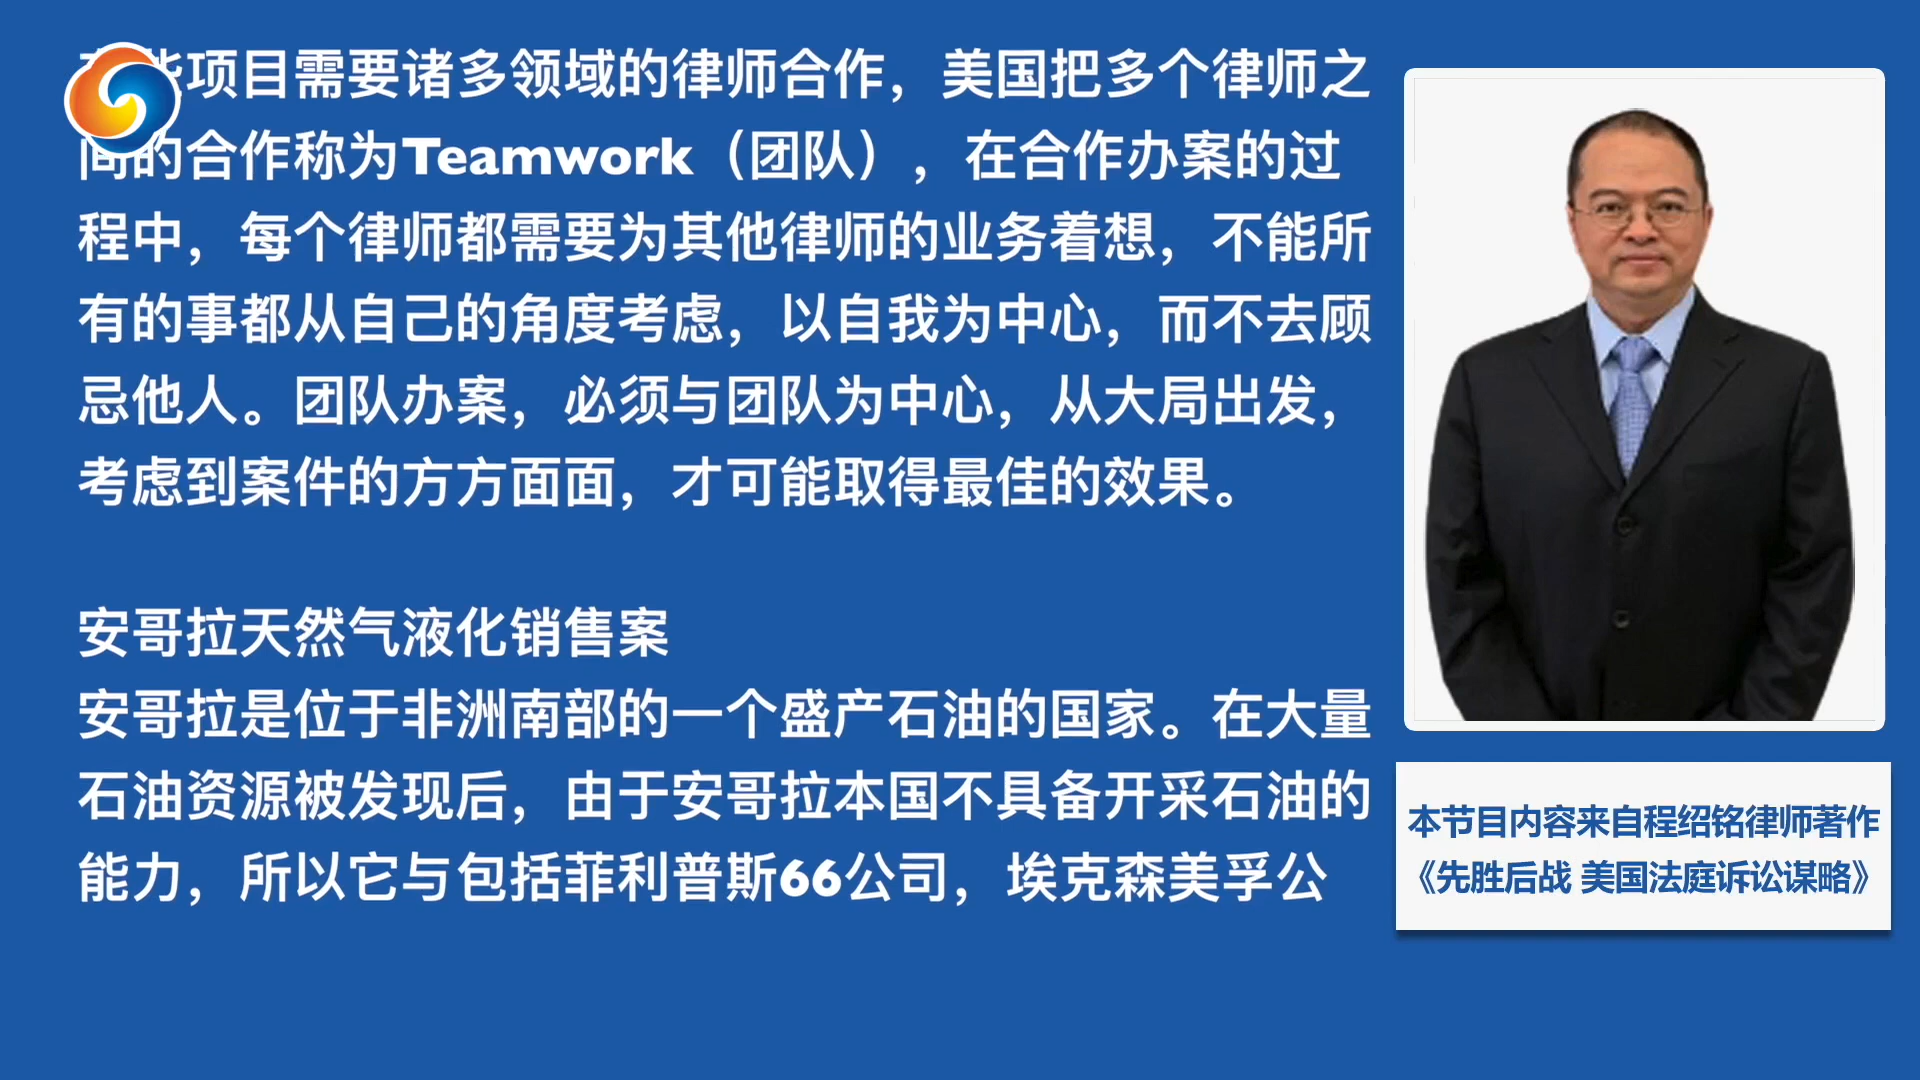 项目需要诸多领域的律师合作，美国把多个律师之
间的合作称为Teamwork（团队），在合作办案的过
程中，每个律师都需要为其他律师的业务着想，不能所
有的事都从自己的角度考虑，以自我为中心，而不去顾
忌他人。团队办案，必须与团队为中心，从大局出发，
考虑到案件的方方面面，才可能取得最佳的效果。
安哥拉天然气液化销售案
安哥拉是位于非洲南部的一个盛产石油的国家。在大量
石油资源被发现后，由于安哥拉本国不具备开采石油的
能力，所以它与包括菲利普斯66公司，埃克森美孚公
本节目内容来自程绍铭律师著作
《先胜后战 美国法庭诉讼谋略》